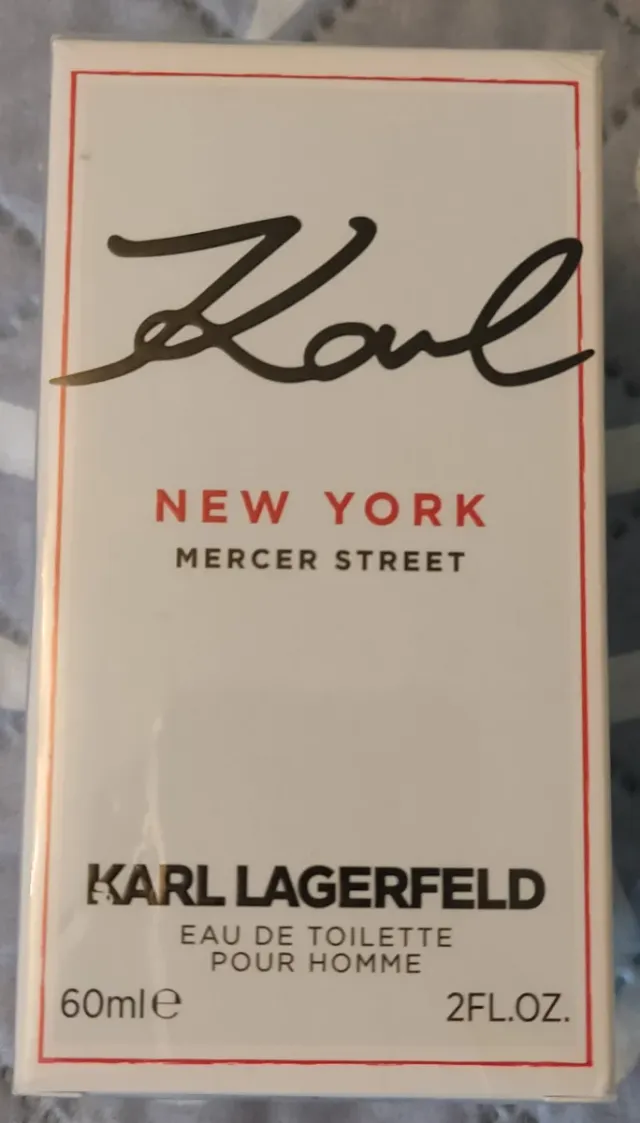 Karl
NEW YORK
MERCER STREET
KARL LAGERFELD
EAU DE TOILETTE
POUR HOMME
60ml℮ 2FL.OZ.